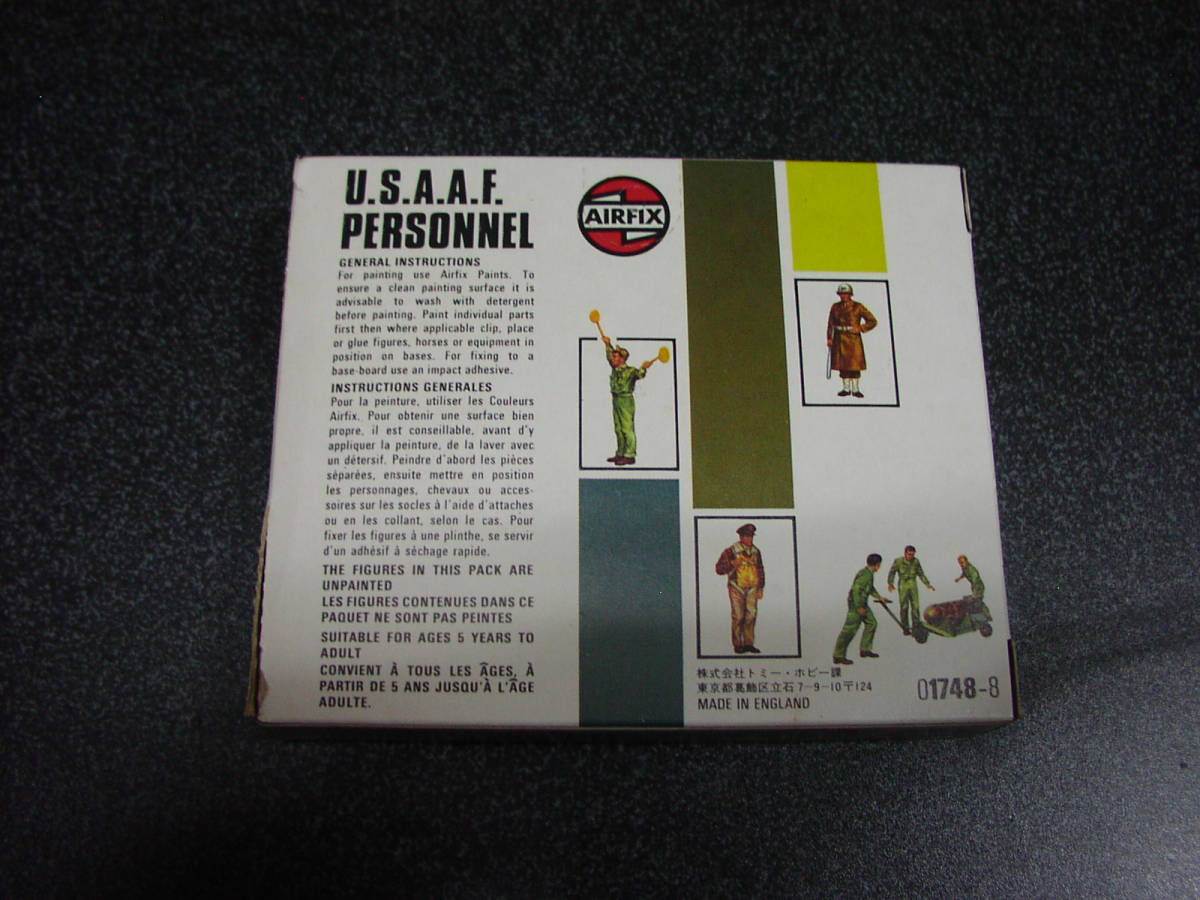 U.S.A.A.F.
PERSONNEL
GENERAL INSTRUCTIONS
For painting use Airfix Paints. To
ensure a clean painting surface it is
advisable to wash with detergent
before painting. Paint individual parts
first then where applicable clip, place
or glue figures, horses or equipment in
position on bases. For fixing to a
base-board use an impact adhesive.
INSTRUCTIONS GENERALES
Pour la peinture, utiliser les Couleurs
Airfix. Pour obtenir une surface bien
propre, il est conseillable, avant d'y
appliquer la peinture, de la laver avec
un détersif. Peindre d'abord les pièces
séparées, ensuite mettre en position
les personnages, chevaux ou acces-
soires sur les socles à l'aide d'attaches
ou en les collant, selon le cas. Pour
fixer les figures à une plinthe, se servir
d'un adhésif à séchage rapide.
THE FIGURES IN THIS PACK ARE
UNPAINTED
LES FIGURES CONTENUES DANS CE
PAQUET NE SONT PAS PEINTES
SUITABLE FOR AGES 5 YEARS TO
ADULT
CONVIENT À TOUS LES ÂGES, À
PARTIR DE 5 ANS JUSQU'À L'ÂGE
ADULTE.
AIRFIX
株式会社トミー・ホビー課
東京都葛飾区立石7-9-10〒124
MADE IN ENGLAND
01748-8